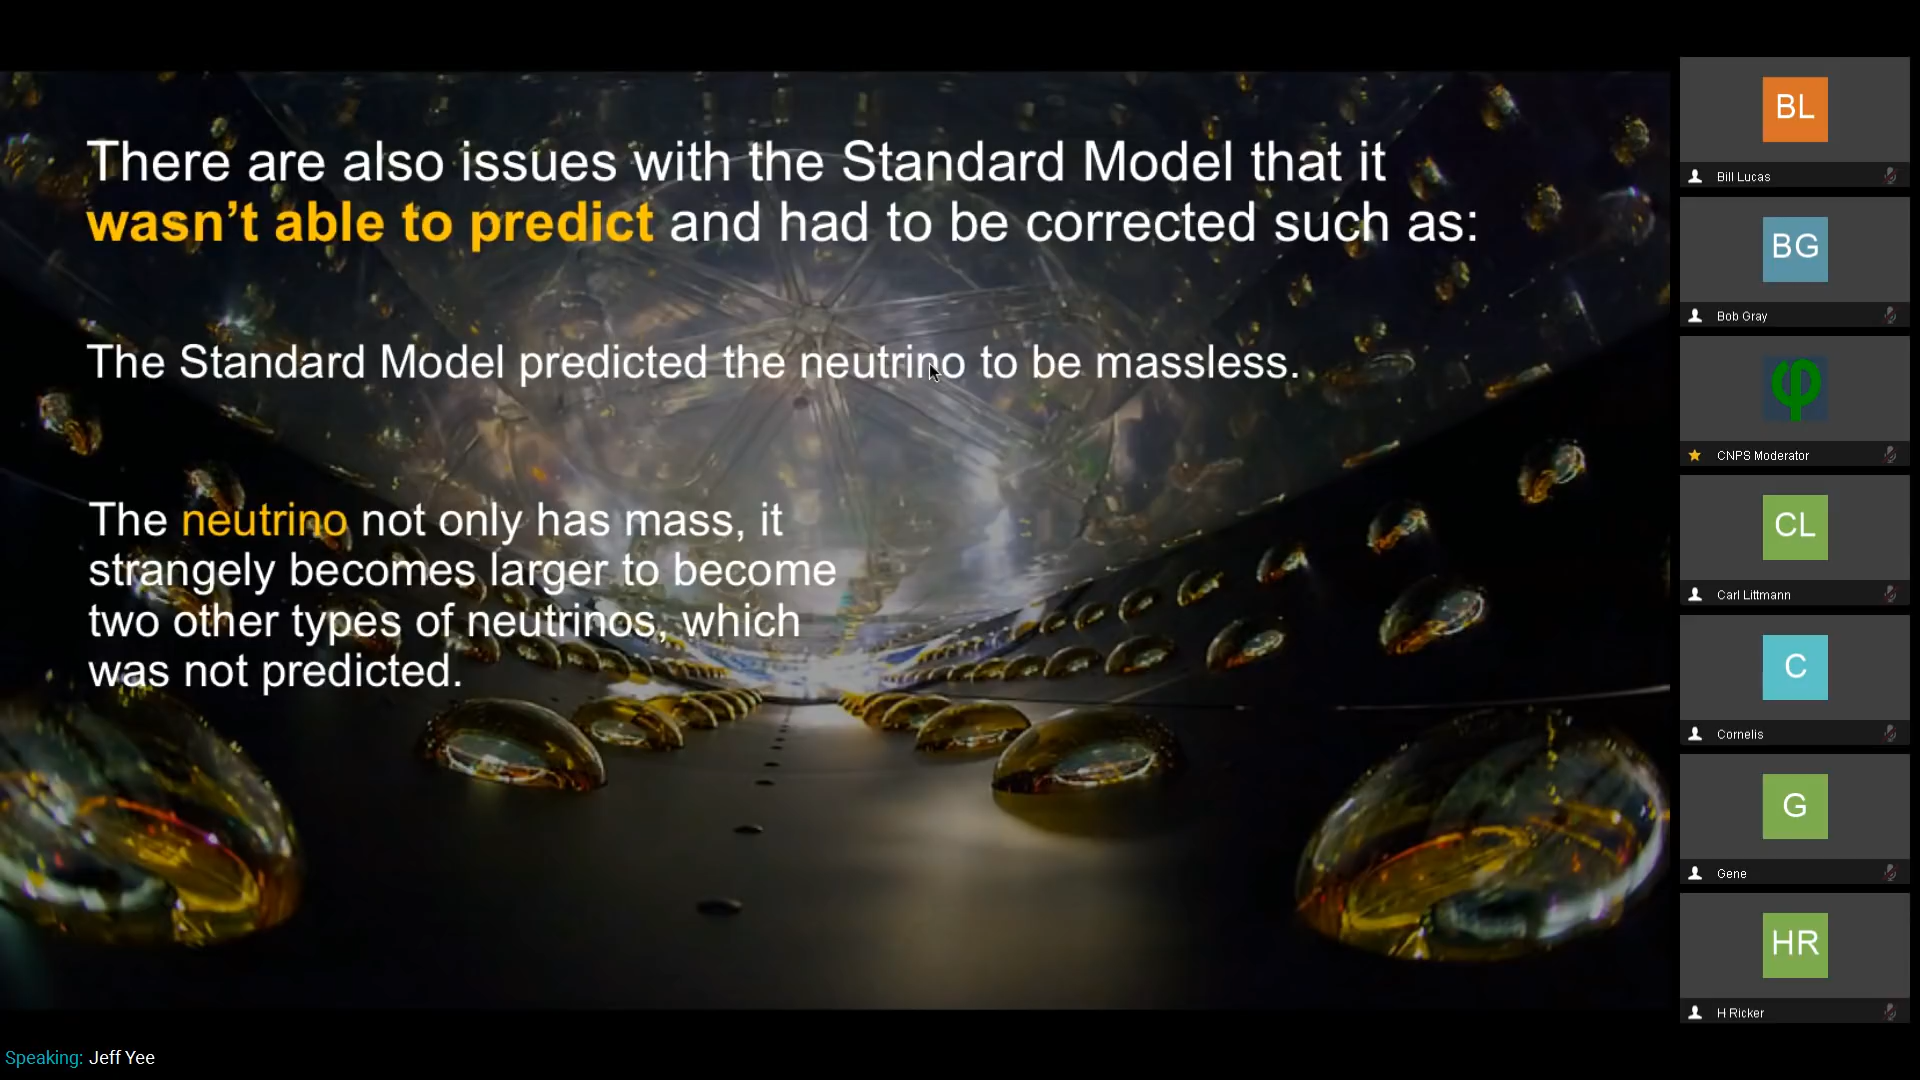 There are also issues with the Standard Model that it
wasn’t able to predict and had to be corrected such as:
The Standard Model predicted the neutrino to be massless.
The neutrino not only has mass, it
strangely becomes larger to become
two other types of neutrinos, which
was not predicted.
BL
Bill Lucas
BG
Bob Gray
φ
CNPS Moderator
CL
Carl Littmann
C
Cornelis
G
Gene
HR
H Ricker
Speaking: Jeff Yee